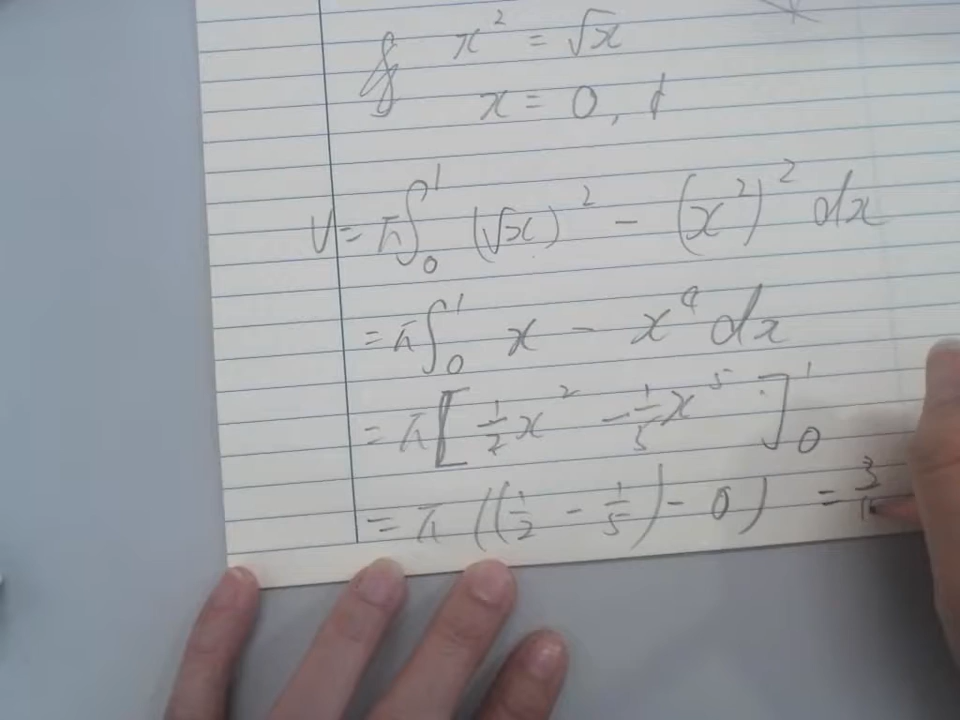 x² = √x
x = 0, 1
V = π∫₀¹ (√x)² − (x²)² dx
= π∫₀¹ x − x⁴ dx
= π[½x² − ⅕x⁵]₀¹
= π((½ − ⅕) − 0) = 3